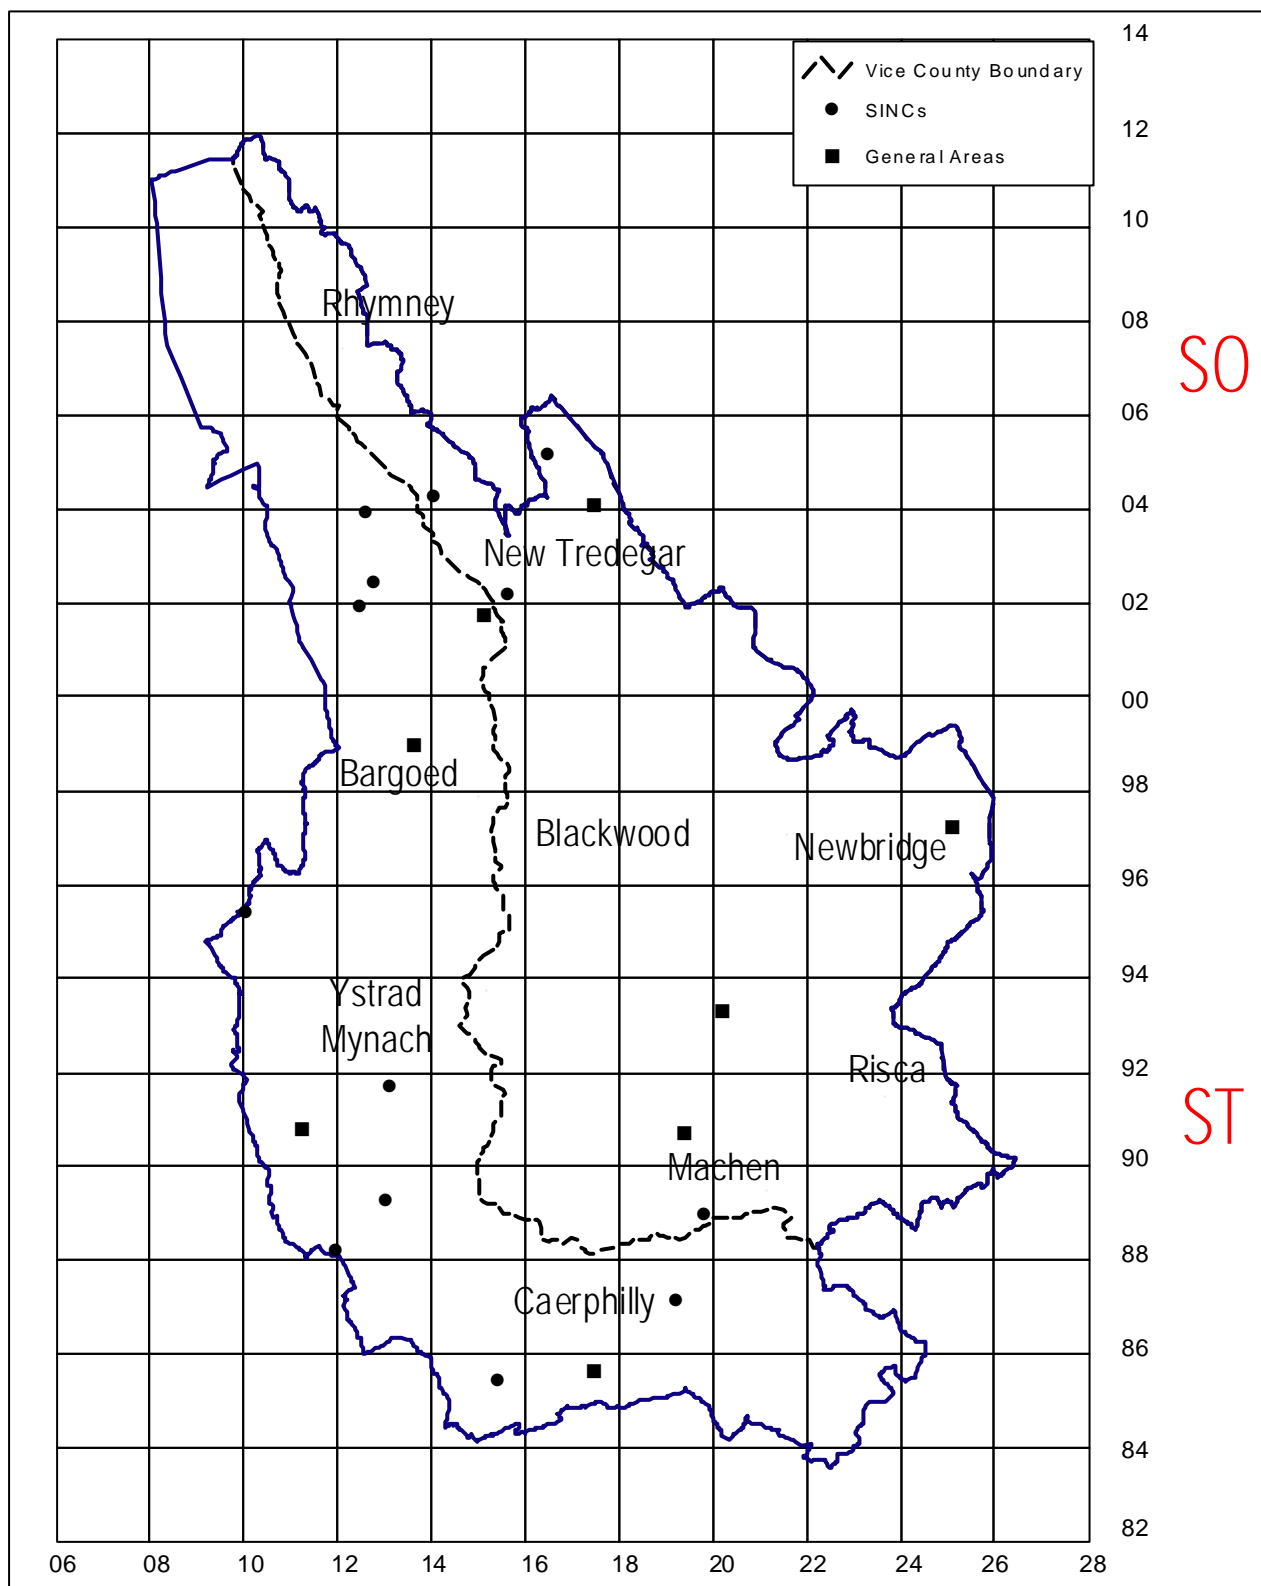 14
Vice County Boundary
SINCs
General Areas
12
10
Rhymney
08
SO
06
04
New Tredegar
02
00
Bargoed
98
Blackwood
Newbridge
96
94
Ystrad
Mynach
Risca
92
ST
Machen
90
88
Caerphilly
86
84
82
06 08 10 12 14 16 18 20 22 24 26 28